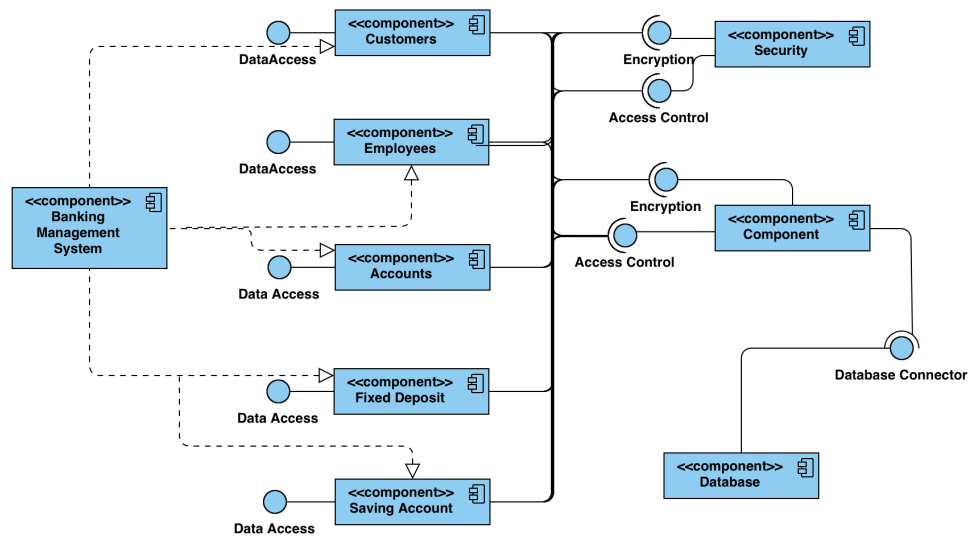 <<component>>
Customers
DataAccess
Encryption
<<component>>
Security
Access Control
<<component>>
Employees
DataAccess
<<component>>
Banking
Management
System
Encryption
<<component>>
Component
Access Control
<<component>>
Accounts
Data Access
Database Connector
<<component>>
Fixed Deposit
Data Access
<<component>>
Database
<<component>>
Saving Account
Data Access